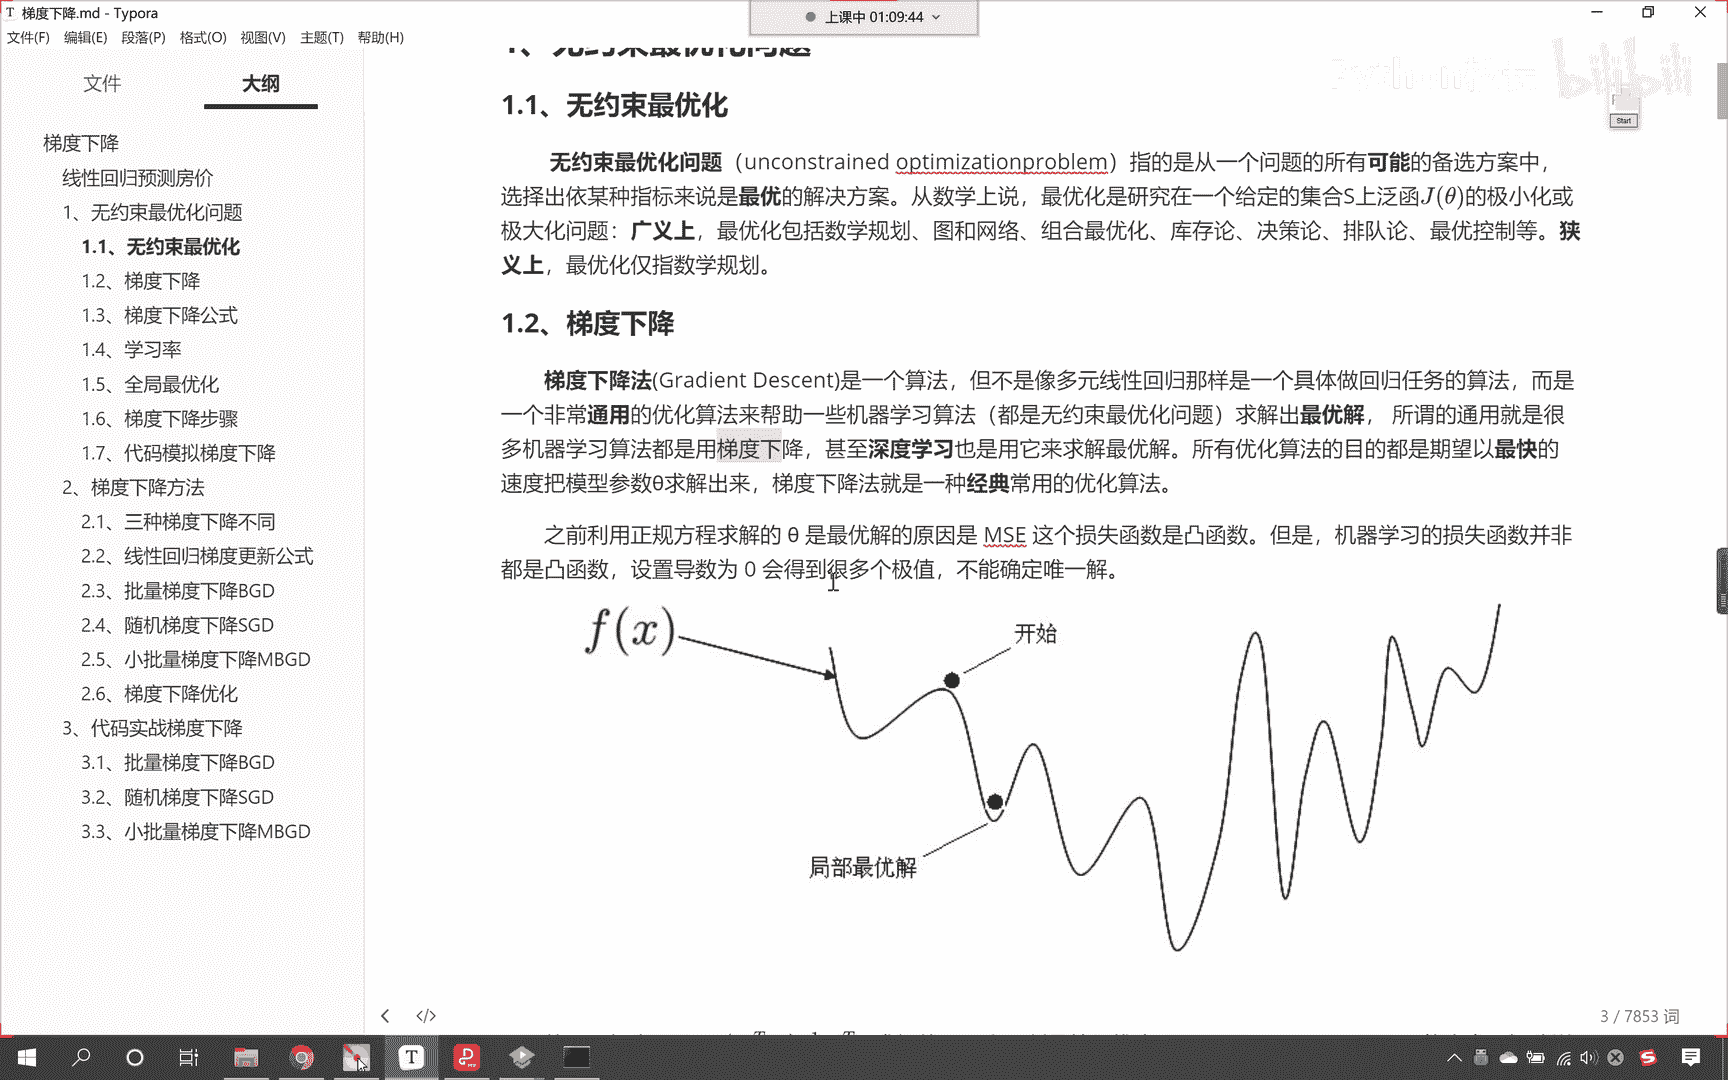 梯度下降.md - Typora
上课中 01:09:44
文件(F) 编辑(E) 段落(P) 格式(O) 视图(V) 主题(T) 帮助(H)
文件 大纲
梯度下降
线性回归预测房价
1、无约束最优化问题
1.1、无约束最优化
1.2、梯度下降
1.3、梯度下降公式
1.4、学习率
1.5、全局最优化
1.6、梯度下降步骤
1.7、代码模拟梯度下降
2、梯度下降方法
2.1、三种梯度下降不同
2.2、线性回归梯度更新公式
2.3、批量梯度下降BGD
2.4、随机梯度下降SGD
2.5、小批量梯度下降MBGD
2.6、梯度下降优化
3、代码实战梯度下降
3.1、批量梯度下降BGD
3.2、随机梯度下降SGD
3.3、小批量梯度下降MBGD
1、无约束最优化问题
bilibili
Start
1.1、无约束最优化
无约束最优化问题（unconstrained optimizationproblem）指的是从一个问题的所有可能的备选方案中，
选择出依某种指标来说是最优的解决方案。从数学上说，最优化是研究在一个给定的集合S上泛函J(θ)的极小化或
极大化问题：广义上，最优化包括数学规划、图和网络、组合最优化、库存论、决策论、排队论、最优控制等。狭
义上，最优化仅指数学规划。
1.2、梯度下降
梯度下降法(Gradient Descent)是一个算法，但不是像多元线性回归那样是一个具体做回归任务的算法，而是
一个非常通用的优化算法来帮助一些机器学习算法（都是无约束最优化问题）求解出最优解， 所谓的通用就是很
多机器学习算法都是用梯度下降，甚至深度学习也是用它来求解最优解。所有优化算法的目的都是期望以最快的
速度把模型参数θ求解出来，梯度下降法就是一种经典常用的优化算法。
之前利用正规方程求解的 θ 是最优解的原因是 MSE 这个损失函数是凸函数。但是，机器学习的损失函数并非
都是凸函数，设置导数为 0 会得到很多个极值，不能确定唯一解。
f(x)
开始
局部最优解
3 / 7853 词